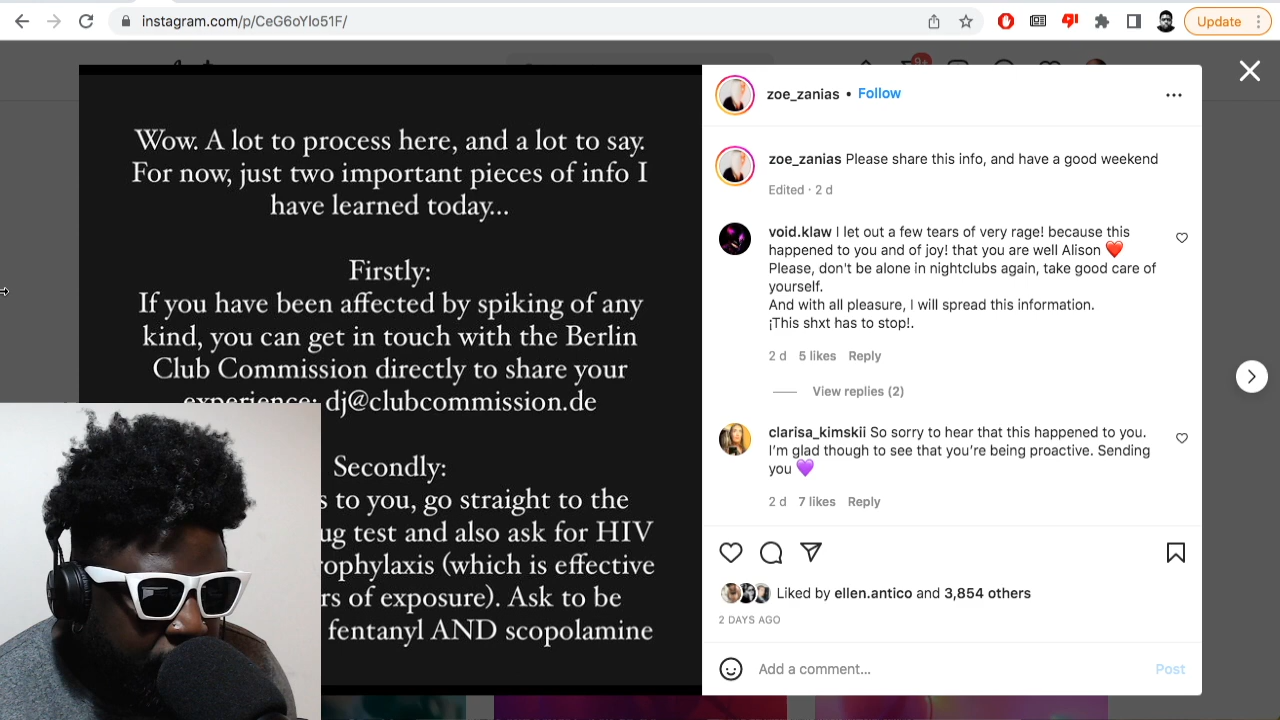 instagram.com/p/CeG6oYIo51F/
Update
9+
Wow. A lot to process here, and a lot to say.
For now, just two important pieces of info I
have learned today...
Firstly:
If you have been affected by spiking of any
kind, you can get in touch with the Berlin
Club Commission directly to share your
experience: dj@clubcommission.de
Secondly:
s to you, go straight to the
ug test and also ask for HIV
rophylaxis (which is effective
rs of exposure). Ask to be
fentanyl AND scopolamine
zoe_zanias • Follow
zoe_zanias Please share this info, and have a good weekend
Edited · 2 d
void.klaw I let out a few tears of very rage! because this
happened to you and of joy! that you are well Alison ❤️
Please, don't be alone in nightclubs again, take good care of
yourself.
And with all pleasure, I will spread this information.
¡This shxt has to stop!.
2 d 5 likes Reply
View replies (2)
clarisa_kimskii So sorry to hear that this happened to you.
I'm glad though to see that you're being proactive. Sending
you 💜
2 d 7 likes Reply
Liked by ellen.antico and 3,854 others
2 DAYS AGO
Add a comment...
Post